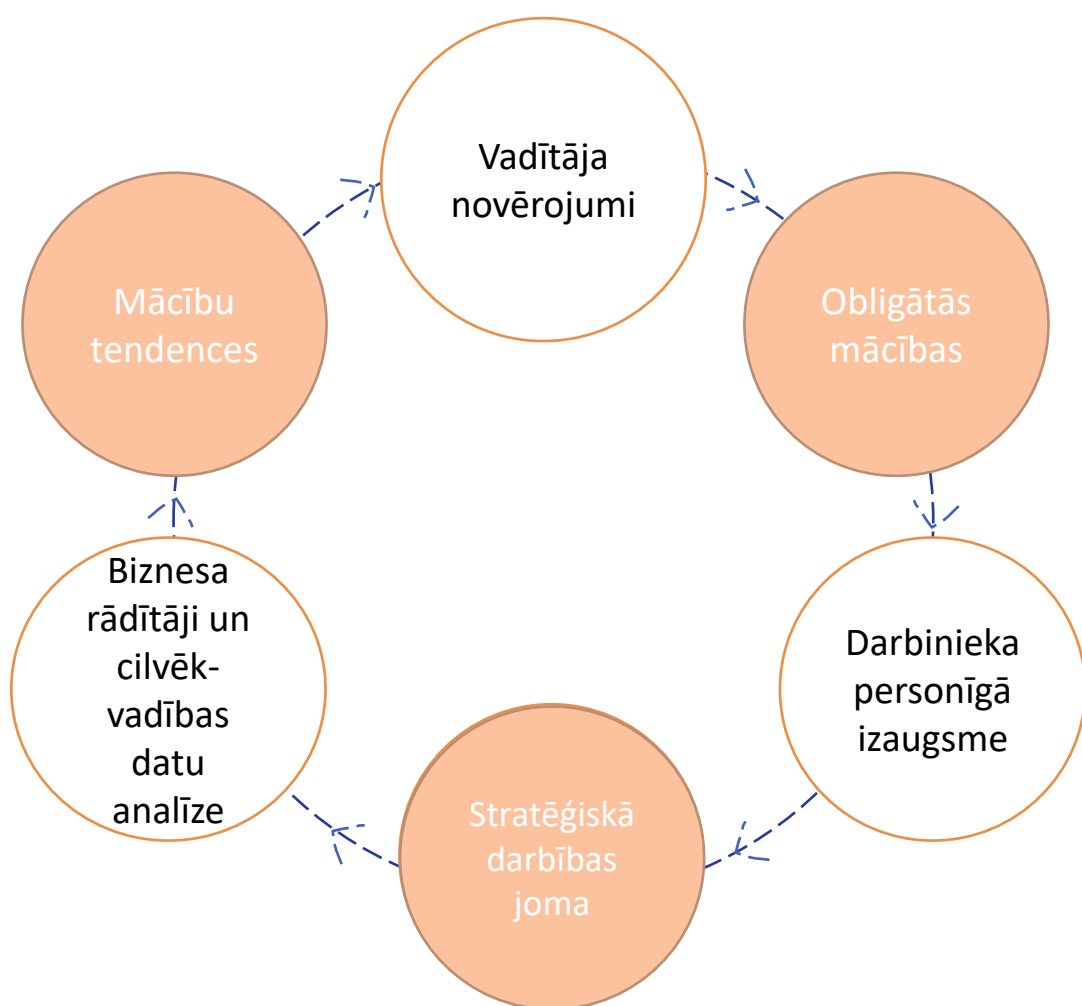 Vadītāja
novērojumi
Obligātās
mācības
Darbinieka
personīgā
izaugsme
Stratēģiskā
darbības
joma
Biznesa
rādītāji un
cilvēk-
vadības
datu
analīze
Mācību
tendences